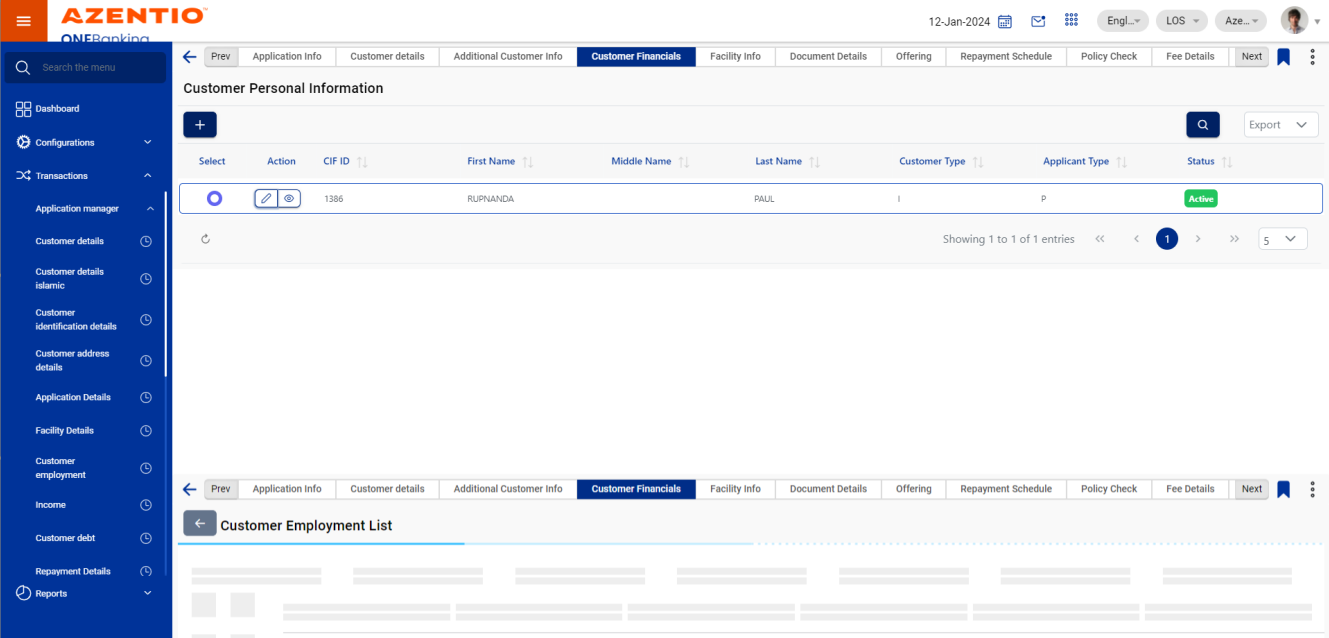 AZENTIO
ONEBanking
12-Jan-2024
Engl...
LOS
Aze...
Search the menu
Dashboard
Configurations
Transactions
Application manager
Customer details
Customer details
islamic
Customer
identification details
Customer address
details
Application Details
Facility Details
Customer
employment
Income
Customer debt
Repayment Details
Reports
Prev Application Info Customer details Additional Customer Info Customer Financials Facility Info Document Details Offering Repayment Schedule Policy Check Fee Details Next
Customer Personal Information
+
Export
Select Action CIF ID First Name Middle Name Last Name Customer Type Applicant Type Status
1386 RUPNANDA PAUL I P Active
Showing 1 to 1 of 1 entries << < 1 > >> 5
Prev Application Info Customer details Additional Customer Info Customer Financials Facility Info Document Details Offering Repayment Schedule Policy Check Fee Details Next
Customer Employment List